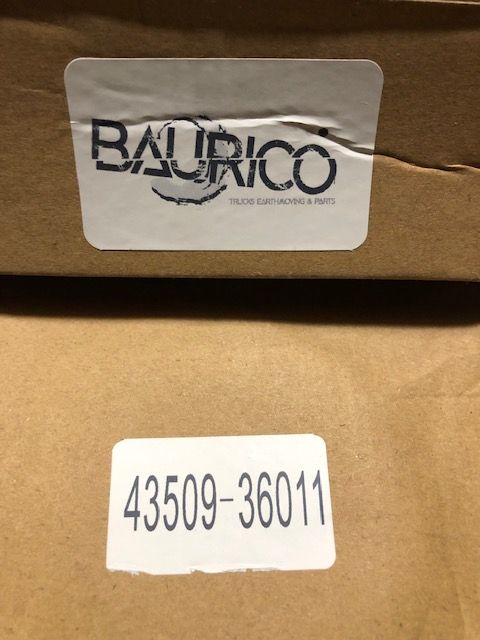 BAURICO
TRUCKS EARTHMOVING & PARTS
43509-36011